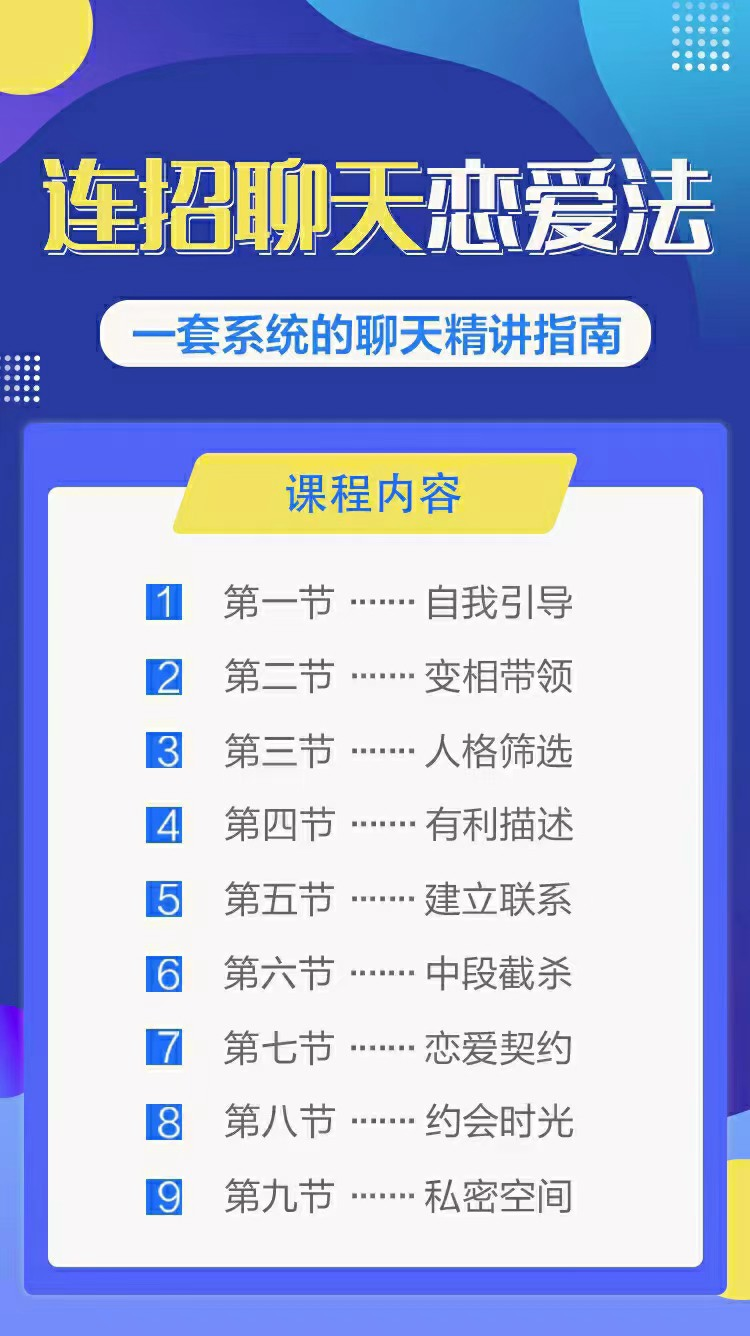 连招聊天恋爱法
一套系统的聊天精讲指南
课程内容
1 第一节 ······· 自我引导
2 第二节 ······· 变相带领
3 第三节 ······· 人格筛选
4 第四节 ······· 有利描述
5 第五节 ······· 建立联系
6 第六节 ······· 中段截杀
7 第七节 ······· 恋爱契约
8 第八节 ······· 约会时光
9 第九节 ······· 私密空间